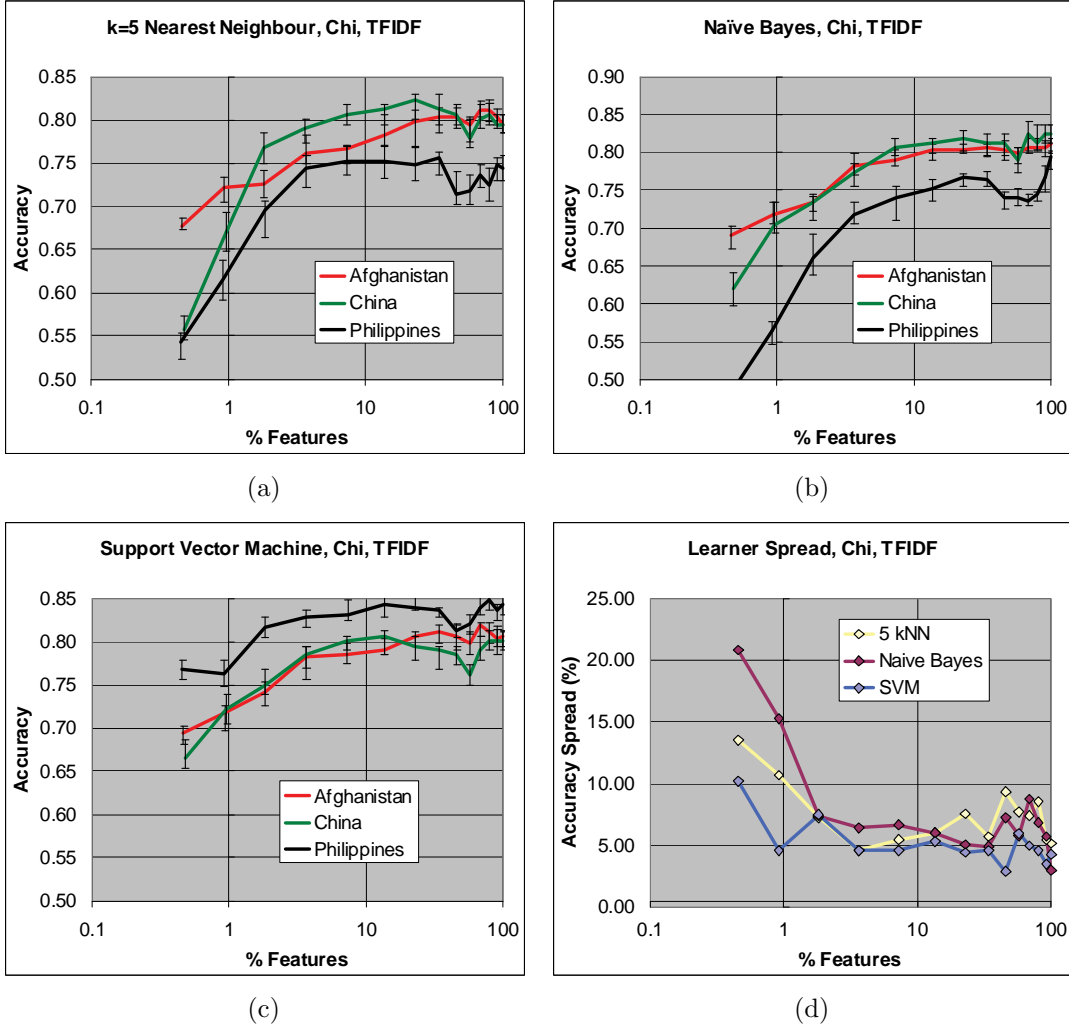 k=5 Nearest Neighbour, Chi, TFIDF
0.85
0.80
0.75
0.70
0.65
0.60
0.55
0.50
Accuracy
Afghanistan
China
Philippines
0.1
1
10
100
% Features
(a)
Naïve Bayes, Chi, TFIDF
0.90
0.85
0.80
0.75
0.70
0.65
0.60
0.55
0.50
Accuracy
Afghanistan
China
Philippines
0.1
1
10
100
% Features
(b)
Support Vector Machine, Chi, TFIDF
0.85
0.80
0.75
0.70
0.65
0.60
0.55
0.50
Accuracy
Afghanistan
China
Philippines
0.1
1
10
100
% Features
(c)
Learner Spread, Chi, TFIDF
25.00
20.00
15.00
10.00
5.00
0.00
Accuracy Spread (%)
5 kNN
Naive Bayes
SVM
0.1
1
10
100
% Features
(d)